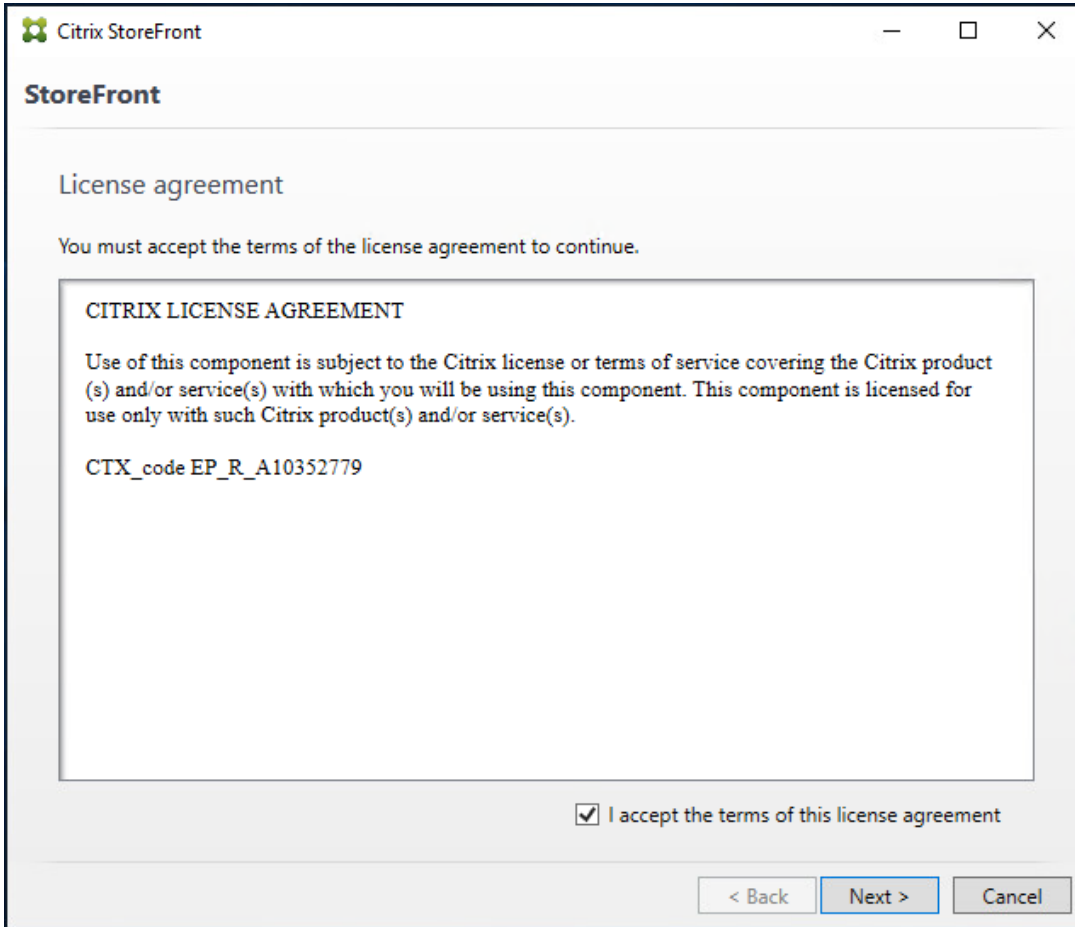 Citrix StoreFront
StoreFront
License agreement
You must accept the terms of the license agreement to continue.
CITRIX LICENSE AGREEMENT
Use of this component is subject to the Citrix license or terms of service covering the Citrix product
(s) and/or service(s) with which you will be using this component. This component is licensed for
use only with such Citrix product(s) and/or service(s).
CTX_code EP_R_A10352779
I accept the terms of this license agreement
< Back Next > Cancel